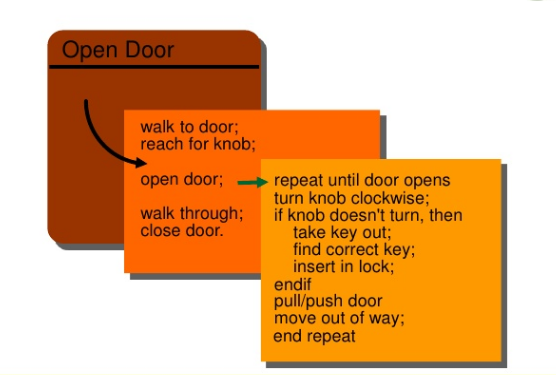 Open Door
walk to door;
reach for knob;
open door;
walk through;
close door.
repeat until door opens
turn knob clockwise;
if knob doesn't turn, then
take key out;
find correct key;
insert in lock;
endif
pull/push door
move out of way;
end repeat